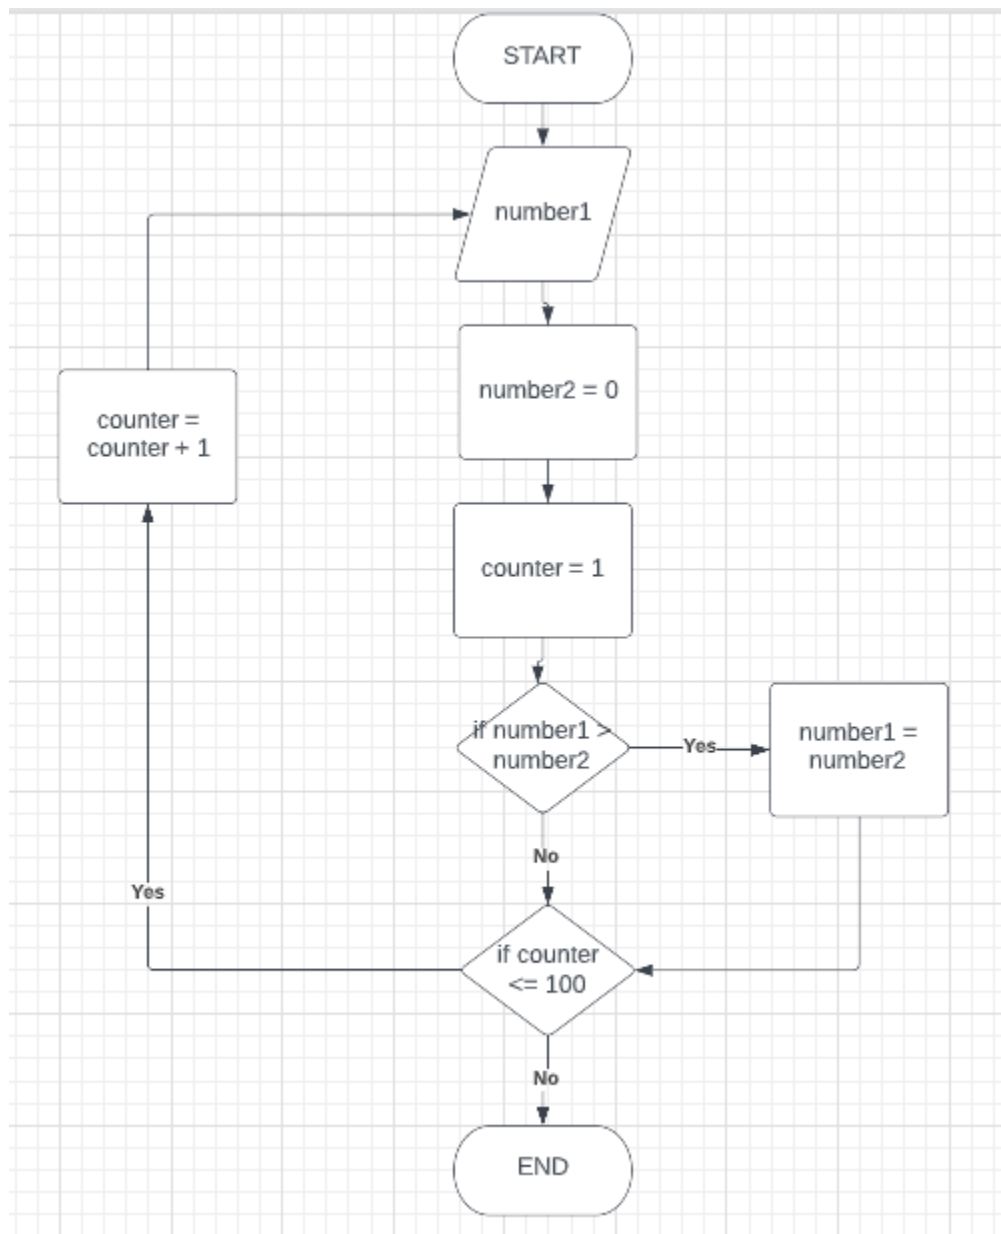 START
number1
number2 = 0
counter =
counter + 1
counter = 1
if number1 >
number2
Yes
number1 =
number2
No
Yes
if counter
<= 100
No
END